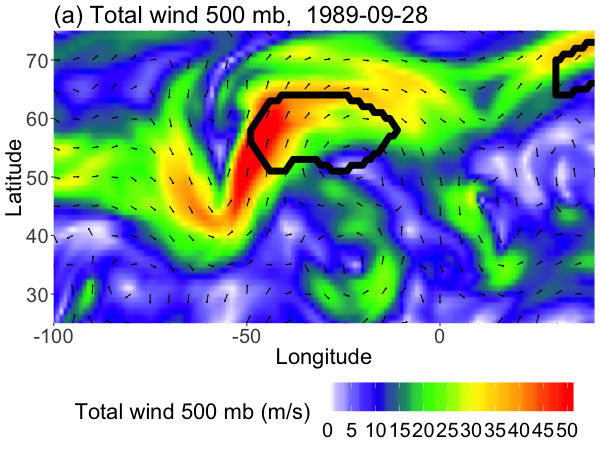 (a) Total wind 500 mb,  1989-09-28
70
60
50
40
30
Latitude
-100 -50 0
Longitude
Total wind 500 mb (m/s)
0 5 10 15 20 25 30 35 40 45 50